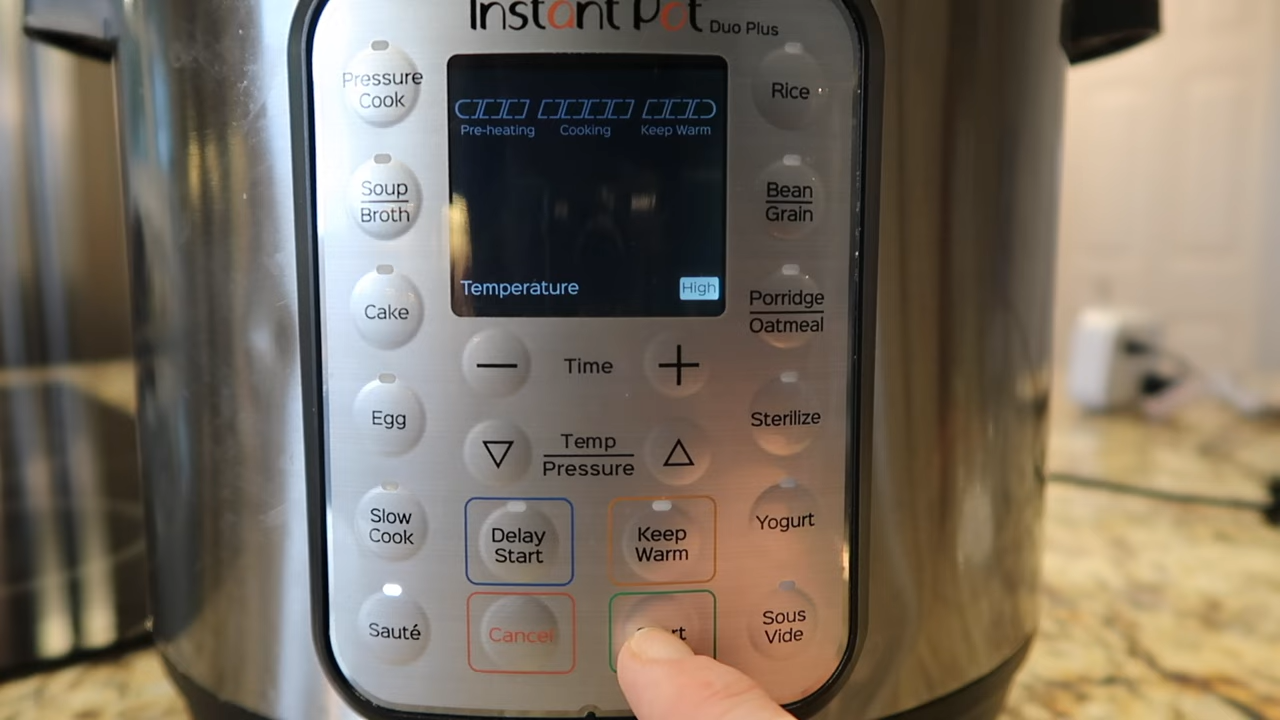 Instant Pot Duo Plus
Pressure
Cook
Rice
Pre-heating Cooking Keep Warm
Soup
Broth
Bean
Grain
Temperature High
Cake
Porridge
Oatmeal
Time
Egg
Sterilize
Temp
Pressure
Slow
Cook
Delay
Start
Keep
Warm
Yogurt
Sauté
Cancel
Sous
Vide